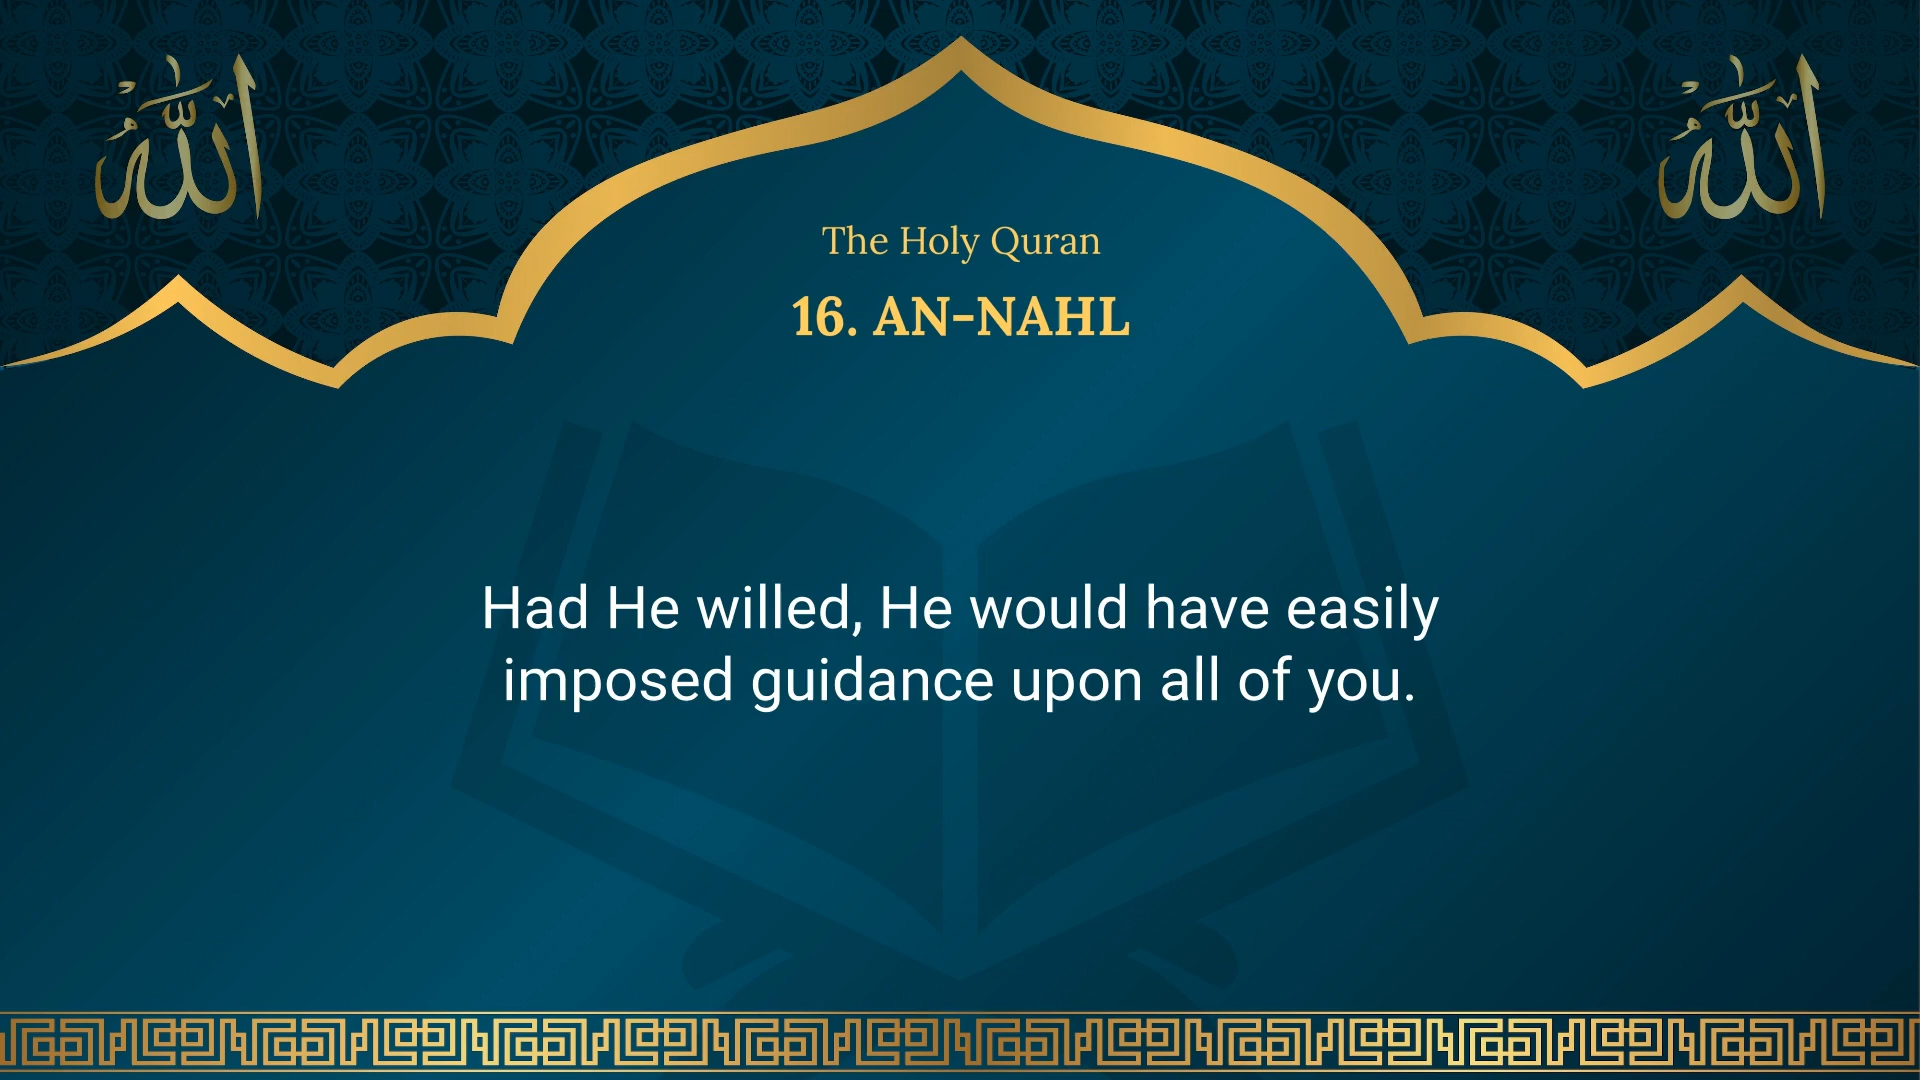 الله
الله
The Holy Quran
16. AN-NAHL
Had He willed, He would have easily
imposed guidance upon all of you.